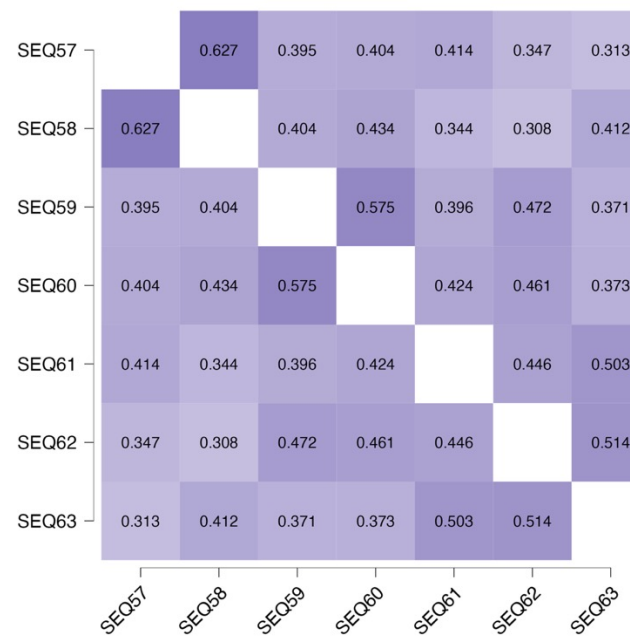 SEQ57 0.627 0.395 0.404 0.414 0.347 0.313
SEQ58 0.627 0.404 0.434 0.344 0.308 0.412
SEQ59 0.395 0.404 0.575 0.396 0.472 0.371
SEQ60 0.404 0.434 0.575 0.424 0.461 0.373
SEQ61 0.414 0.344 0.396 0.424 0.446 0.503
SEQ62 0.347 0.308 0.472 0.461 0.446 0.514
SEQ63 0.313 0.412 0.371 0.373 0.503 0.514
SEQ57 SEQ58 SEQ59 SEQ60 SEQ61 SEQ62 SEQ63